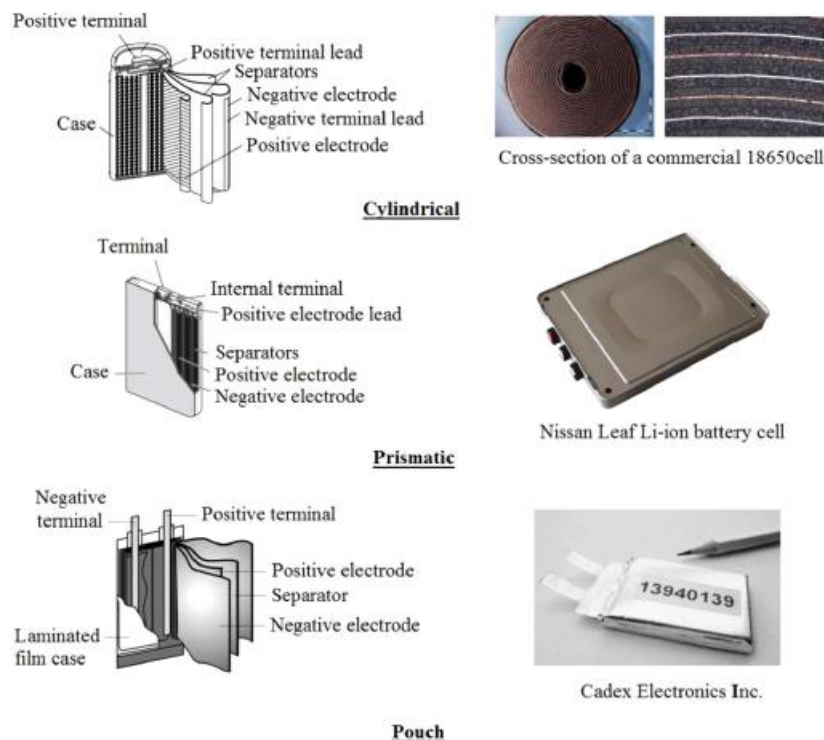 Positive terminal
Positive terminal lead
Separators
Negative electrode
Negative terminal lead
Positive electrode
Case
Cross-section of a commercial 18650cell
Cylindrical
Terminal
Internal terminal
Positive electrode lead
Separators
Positive electrode
Negative electrode
Case
Nissan Leaf Li-ion battery cell
Prismatic
Negative
terminal
Positive terminal
Positive electrode
Separator
Negative electrode
Laminated
film case
13940139
Cadex Electronics Inc.
Pouch